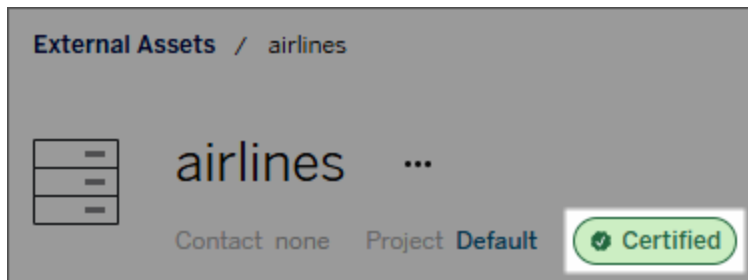 External Assets / airlines
airlines ...
Contact none Project Default Certified